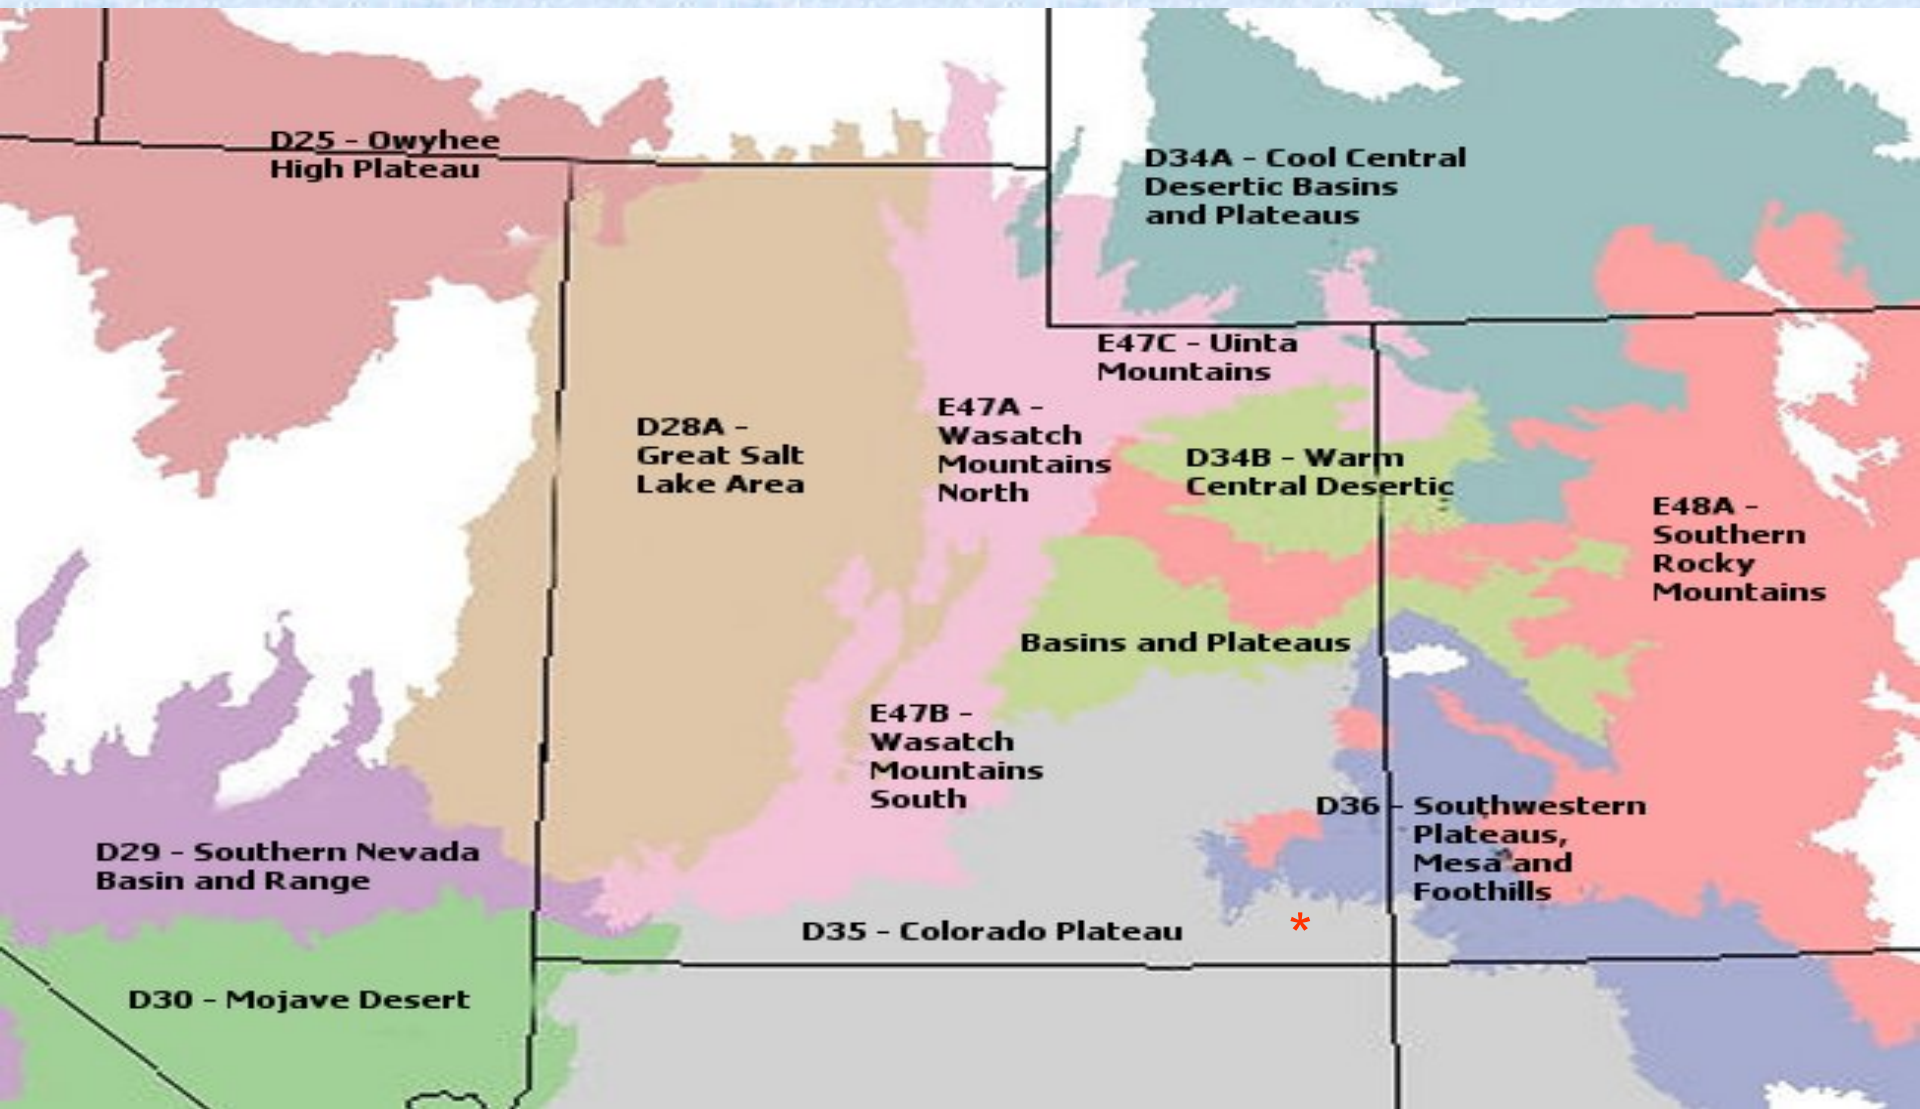 D25 - Owyhee
High Plateau
D34A - Cool Central
Desertic Basins
and Plateaus
E47C - Uinta
Mountains
E47A -
Wasatch
Mountains
North
D28A -
Great Salt
Lake Area
D34B - Warm
Central Desertic
E48A -
Southern
Rocky
Mountains
Basins and Plateaus
E47B -
Wasatch
Mountains
South
D36 - Southwestern
Plateaus,
Mesa and
Foothills
D29 - Southern Nevada
Basin and Range
D35 - Colorado Plateau
*
D30 - Mojave Desert